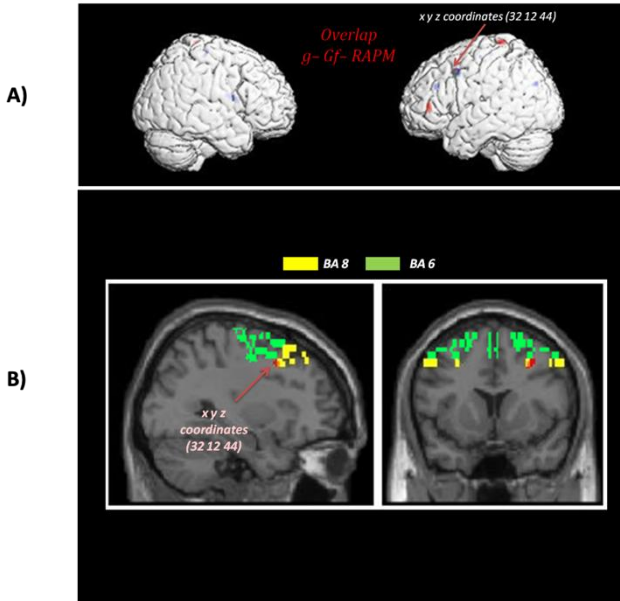 A)
Overlap
g– Gf– RAPM
x y z coordinates (32 12 44)
BA 8
BA 6
B)
x y z
coordinates
(32 12 44)